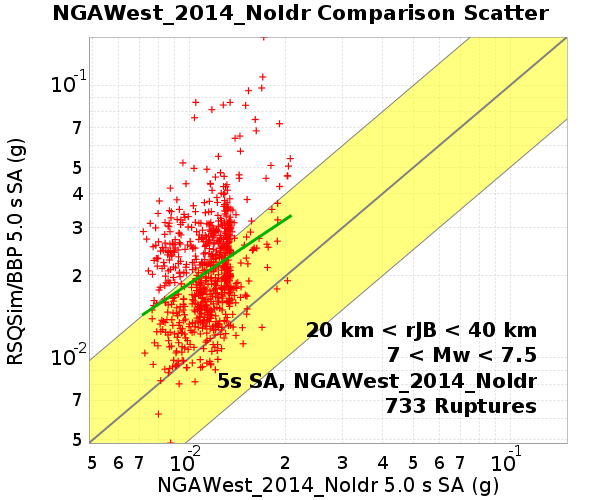 NGAWest_2014_NoIdr Comparison Scatter
RSQSim/BBP 5.0 s SA (g)
10^-1
7
5
4
3
2
10^-2
7
5
20 km < rJB < 40 km
7 < Mw < 7.5
5s SA, NGAWest_2014_NoIdr
733 Ruptures
5 6 7 10^-2 2 3 4 5 6 7 10^-1
NGAWest_2014_NoIdr 5.0 s SA (g)